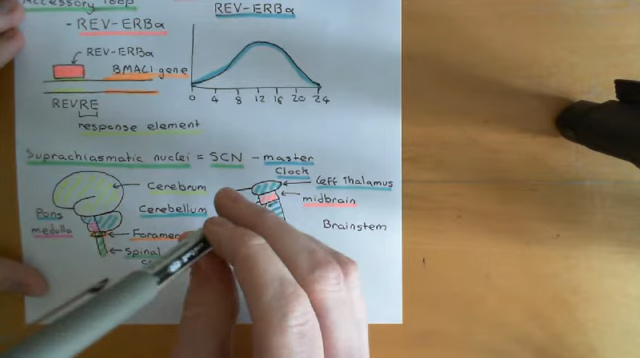 Accessory loop
- REV-ERBα
REV-ERBα
REV-ERBα
BMAL1 gene
REVRE
response element
0 4 8 12 16 20 24
Suprachiasmatic nuclei = SCN - master
Clock
Cerebrum
Cerebellum
Pons
medulla
Spinal
Left Thalamus
midbrain
Brainstem